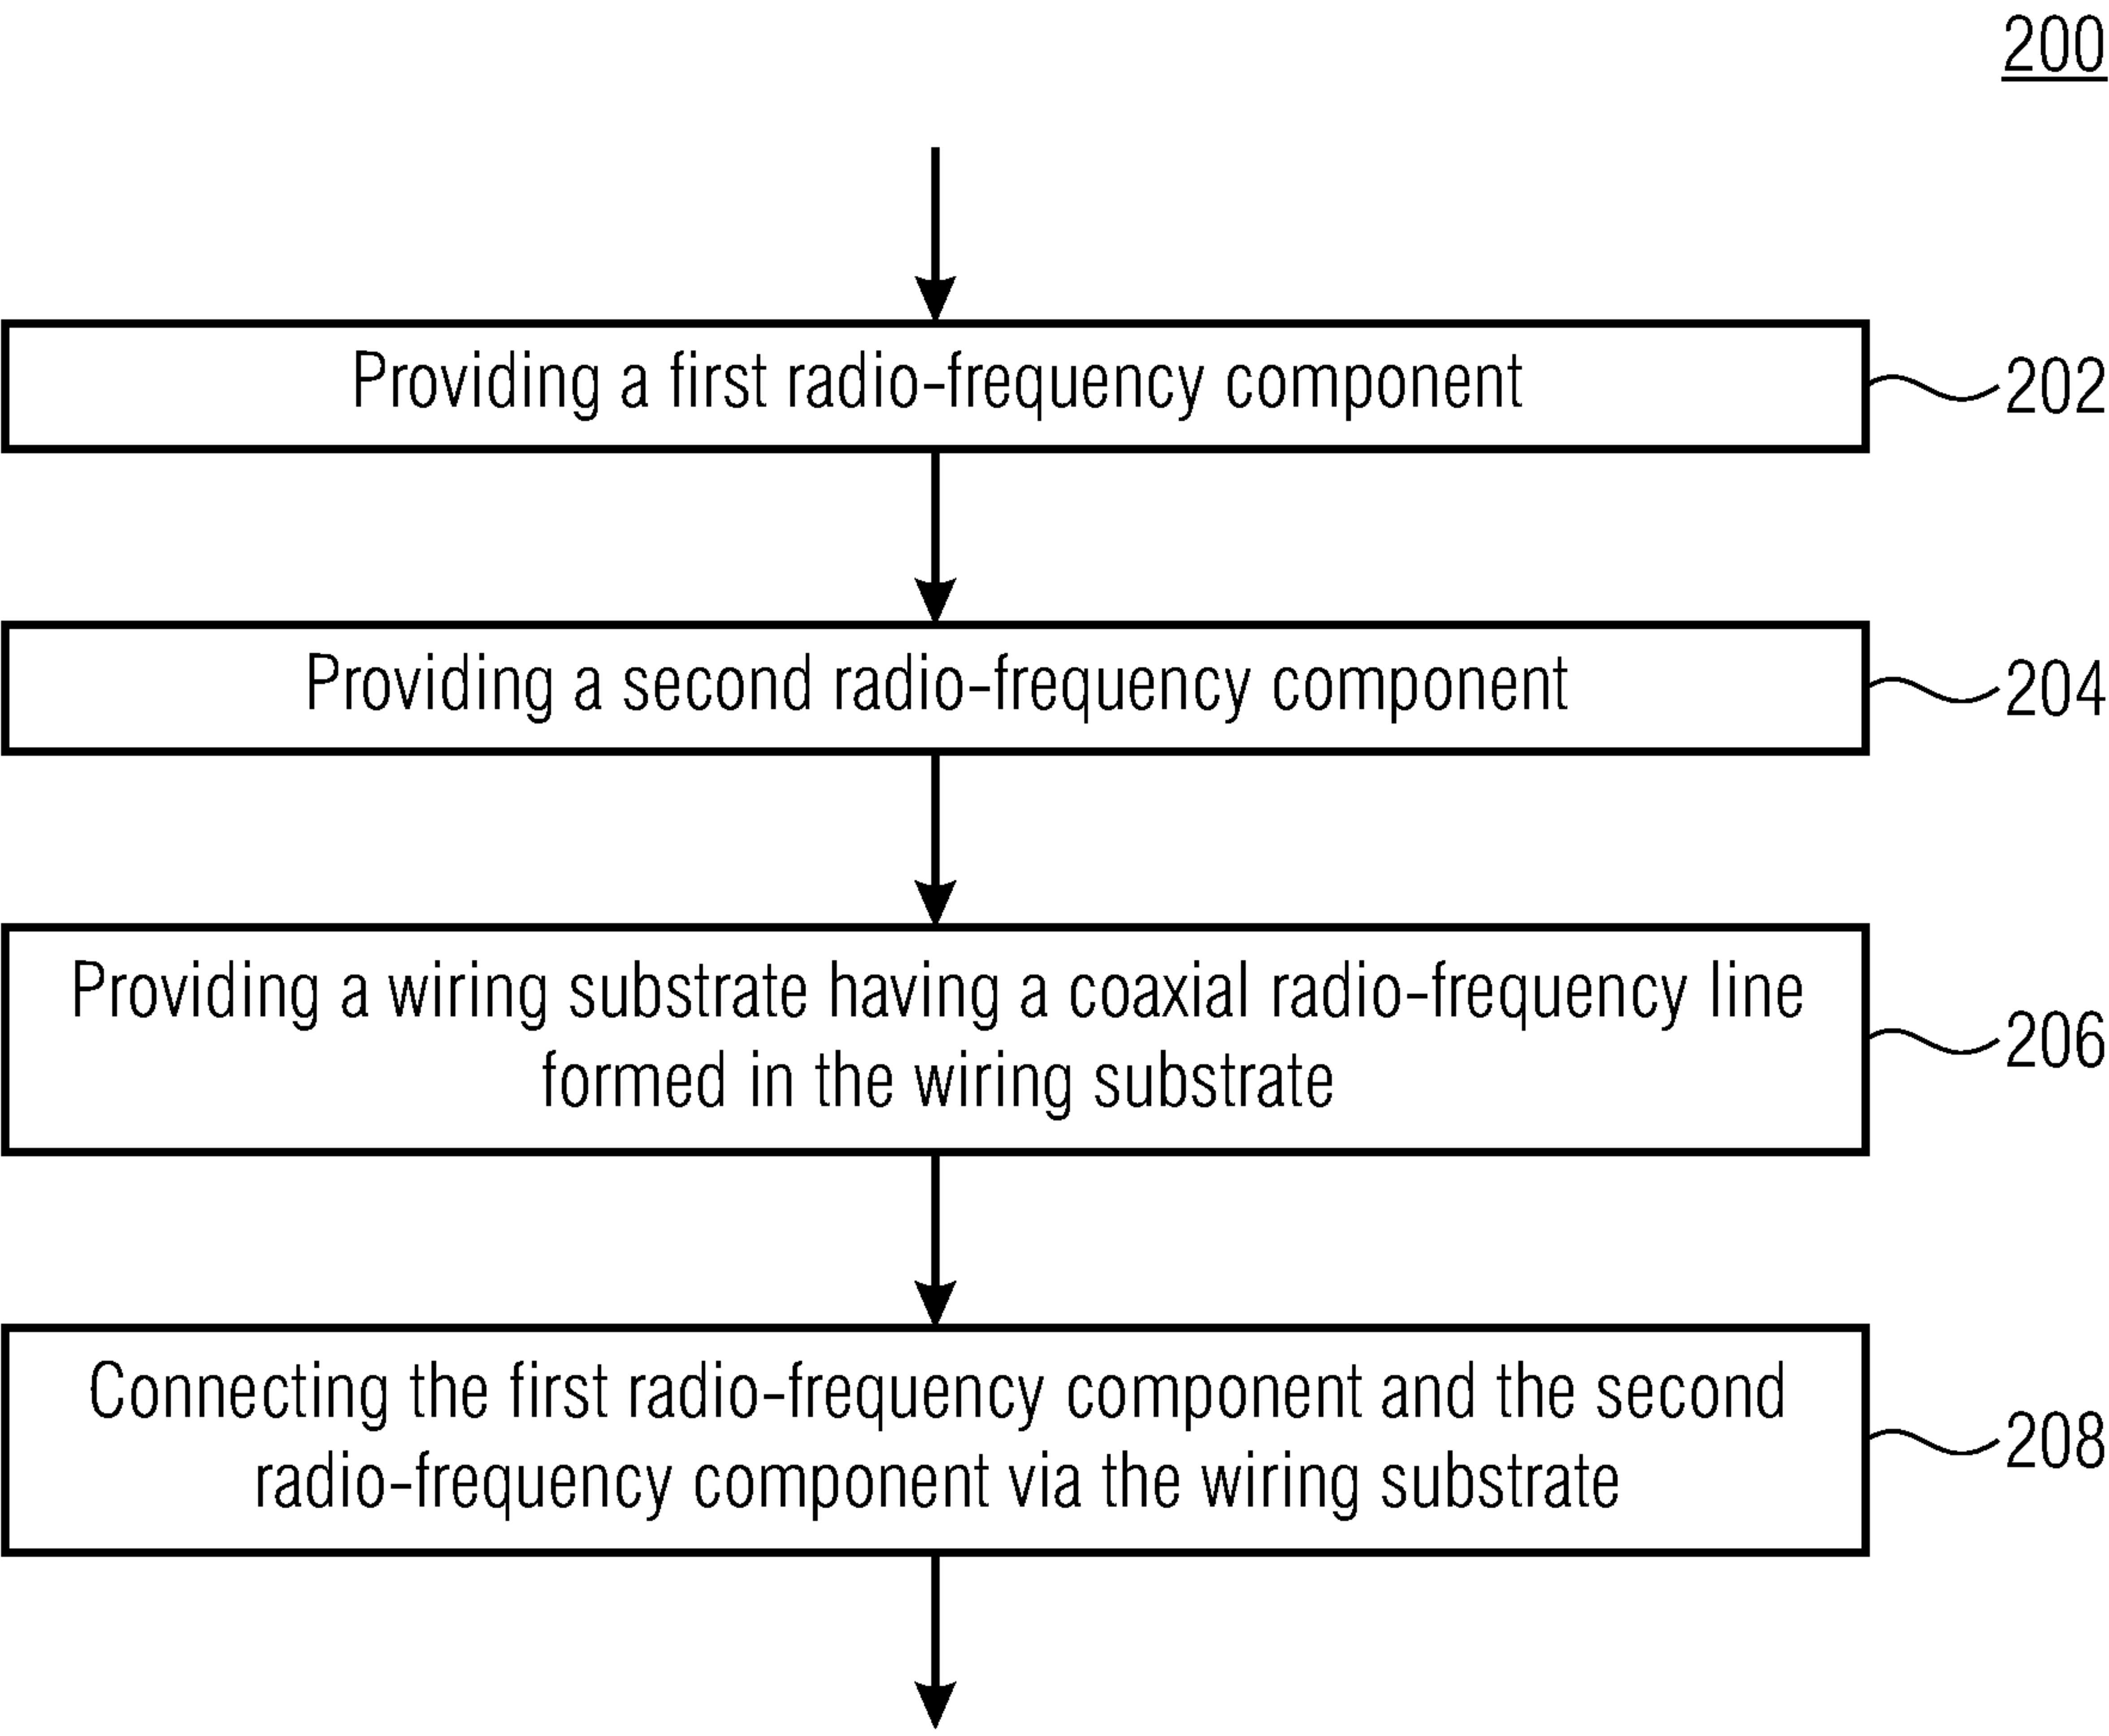 200
Providing a first radio-frequency component
202
Providing a second radio-frequency component
204
Providing a wiring substrate having a coaxial radio-frequency line
formed in the wiring substrate
206
Connecting the first radio-frequency component and the second
radio-frequency component via the wiring substrate
208